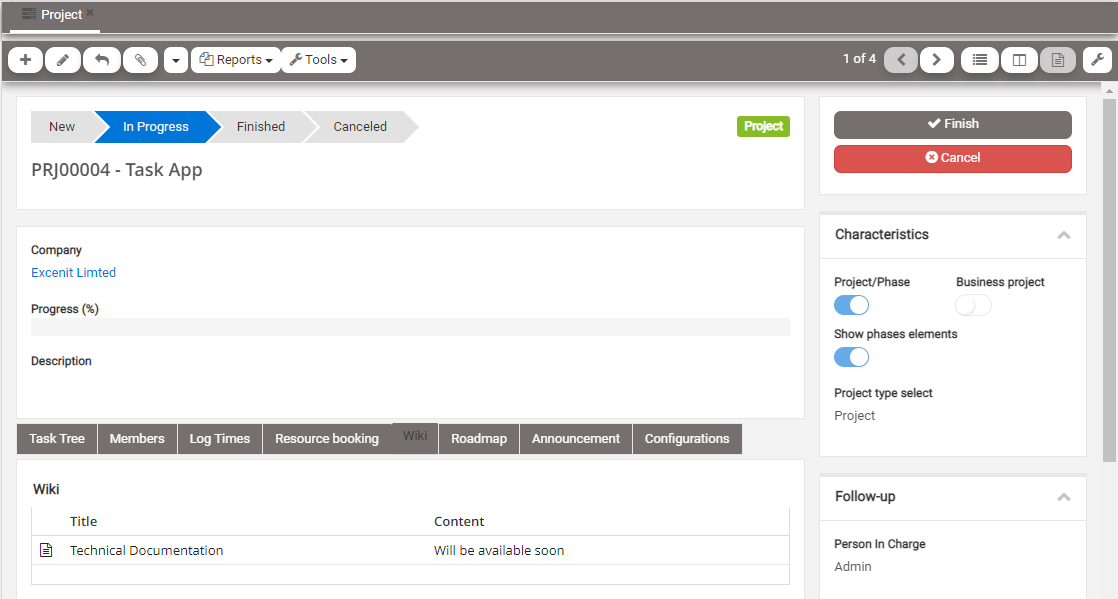 Project ×
Reports Tools 1 of 4
New In Progress Finished Canceled Project
PRJ00004 - Task App
Finish
Cancel
Company
Excenit Limted
Progress (%)
Description
Characteristics
Project/Phase Business project
Show phases elements
Project type select
Project
Task Tree Members Log Times Resource booking Wiki Roadmap Announcement Configurations
Wiki
Title Content
Technical Documentation Will be available soon
Follow-up
Person In Charge
Admin